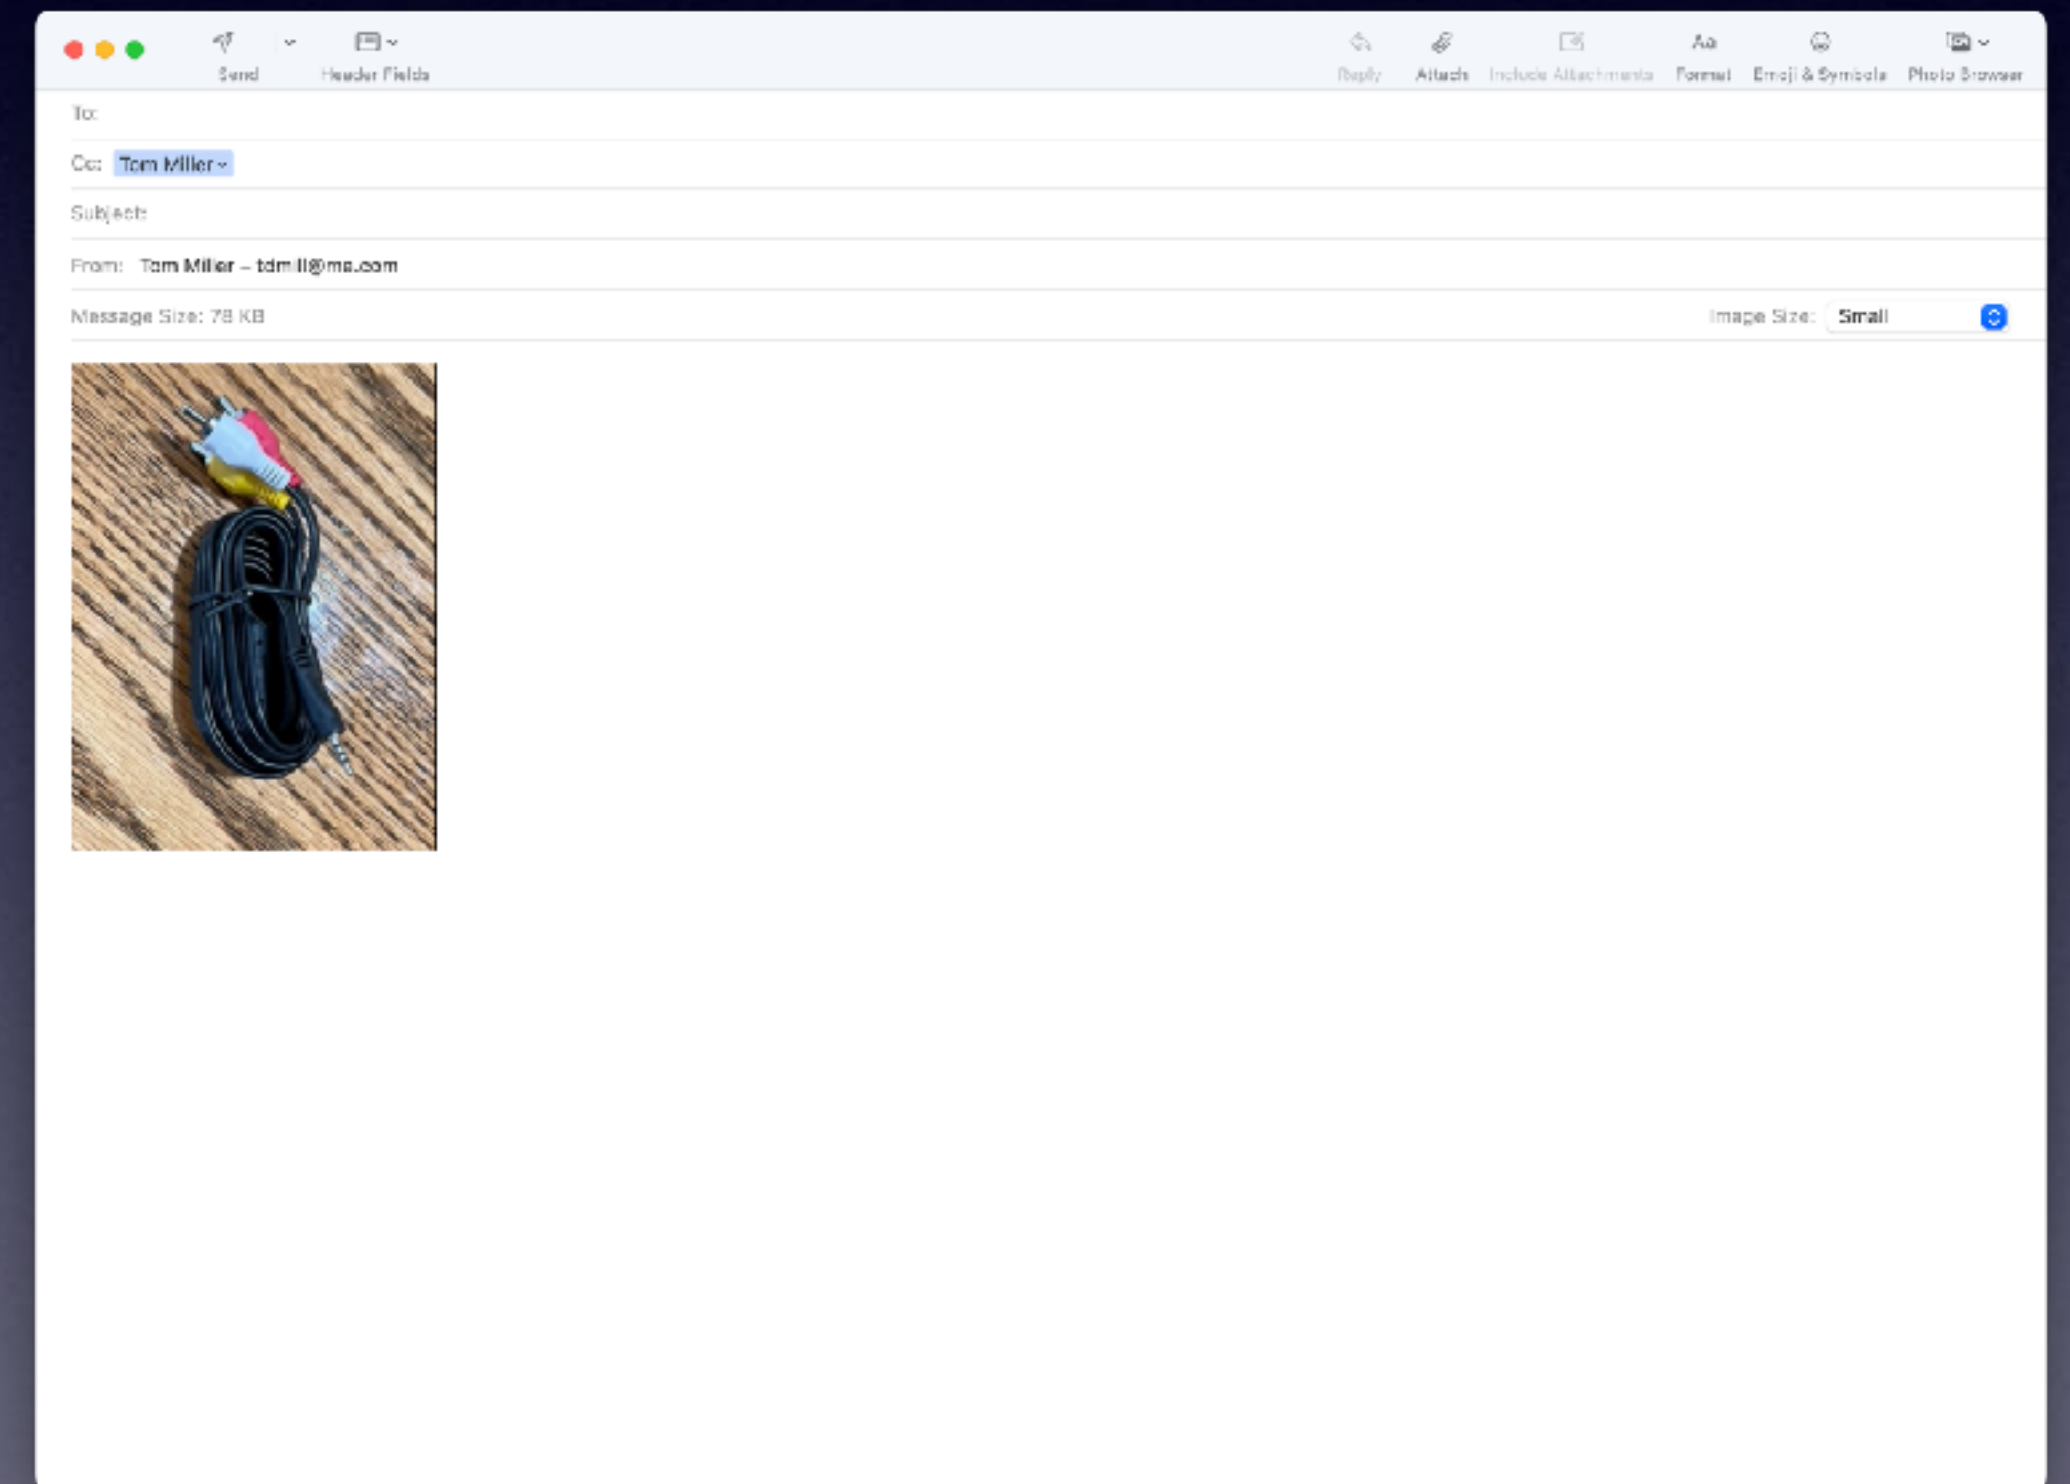 Send
Header Fields
Reply
Attach
Include Attachments
Aa
Format
Emoji & Symbols
Photo Browser
To:
Cc: Tom Miller
Subject:
From: Tom Miller – tdmill@me.com
Message Size: 78 KB
Image Size: Small